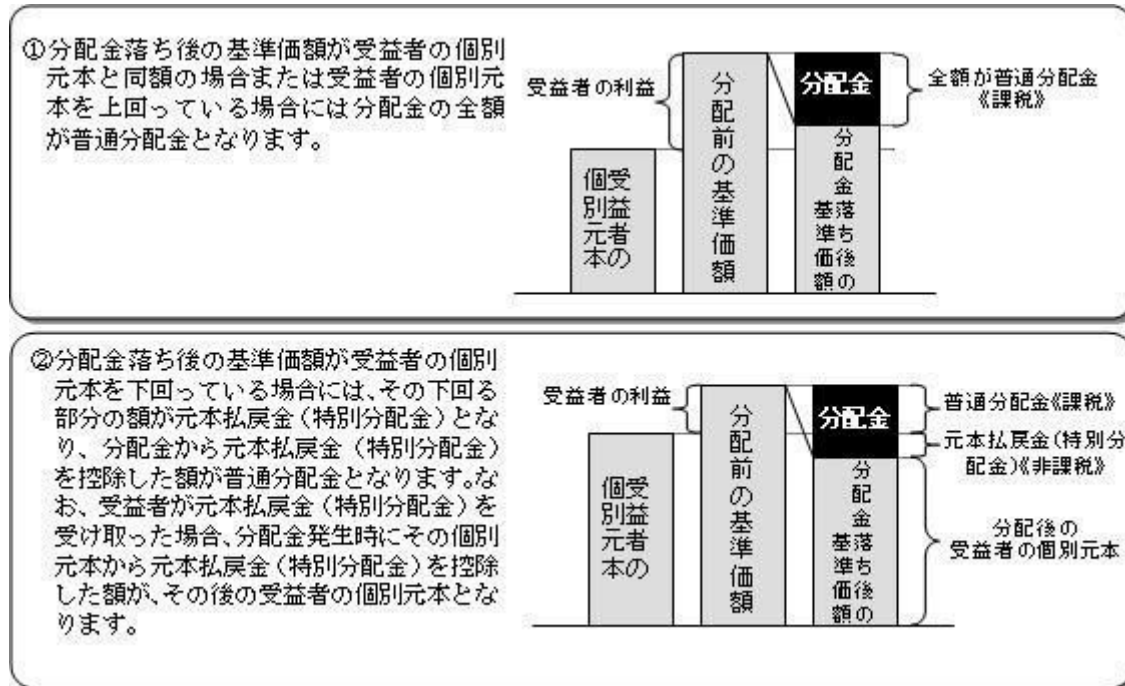 ①分配金落ち後の基準価額が受益者の個別
元本と同額の場合または受益者の個別元
本を上回っている場合には分配金の全額
が普通分配金となります。
受益者の利益
個別元本
受益者の
分配前の基準価額
分配金
基準価額
分配金落ち後の
全額が普通分配金
《課税》
②分配金落ち後の基準価額が受益者の個別
元本を下回っている場合には、その下回る
部分の額が元本払戻金(特別分配金)とな
り、分配金から元本払戻金(特別分配金)
を控除した額が普通分配金となります。な
お、受益者が元本払戻金(特別分配金)を
受け取った場合、分配金発生時にその個別
元本から元本払戻金(特別分配金)を控除
した額が、その後の受益者の個別元本とな
ります。
受益者の利益
個別元本
受益者の
分配前の基準価額
分配金
基準価額
分配金落ち後の
普通分配金《課税》
元本払戻金(特別分
配金)《非課税》
分配後の
受益者の個別元本